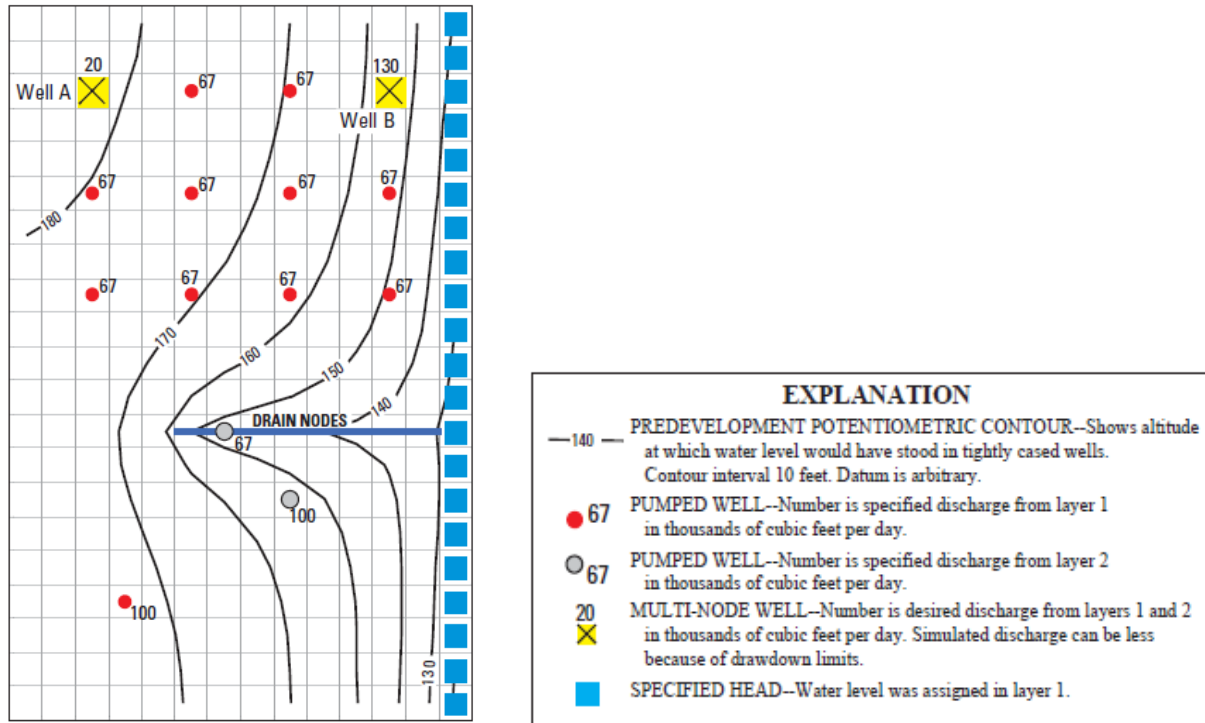 20
130
67
67
Well A
Well B
67
67
67
67
180
67
67
67
67
170
160
150
140
DRAIN NODES
67
100
100
130
EXPLANATION
—140— PREDEVELOPMENT POTENTIOMETRIC CONTOUR--Shows altitude
at which water level would have stood in tightly cased wells.
Contour interval 10 feet. Datum is arbitrary.
67 PUMPED WELL--Number is specified discharge from layer 1
in thousands of cubic feet per day.
67 PUMPED WELL--Number is specified discharge from layer 2
in thousands of cubic feet per day.
20 MULTI-NODE WELL--Number is desired discharge from layers 1 and 2
in thousands of cubic feet per day. Simulated discharge can be less
because of drawdown limits.
SPECIFIED HEAD--Water level was assigned in layer 1.